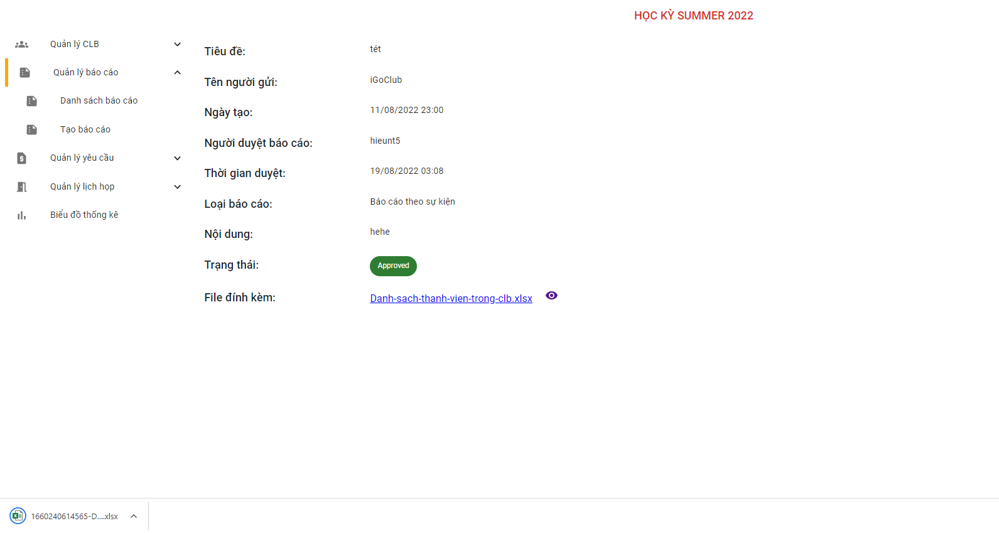 HỌC KỲ SUMMER 2022
Quản lý CLB
Quản lý báo cáo
Danh sách báo cáo
Tạo báo cáo
Quản lý yêu cầu
Quản lý lịch họp
Biểu đồ thống kê
Tiêu đề: tét
Tên người gửi: iGoClub
Ngày tạo: 11/08/2022 23:00
Người duyệt báo cáo: hieunt5
Thời gian duyệt: 19/08/2022 03:08
Loại báo cáo: Báo cáo theo sự kiện
Nội dung: hehe
Trạng thái: Approved
File đính kèm: Danh-sach-thanh-vien-trong-clb.xlsx
1660240614565-D....xlsx